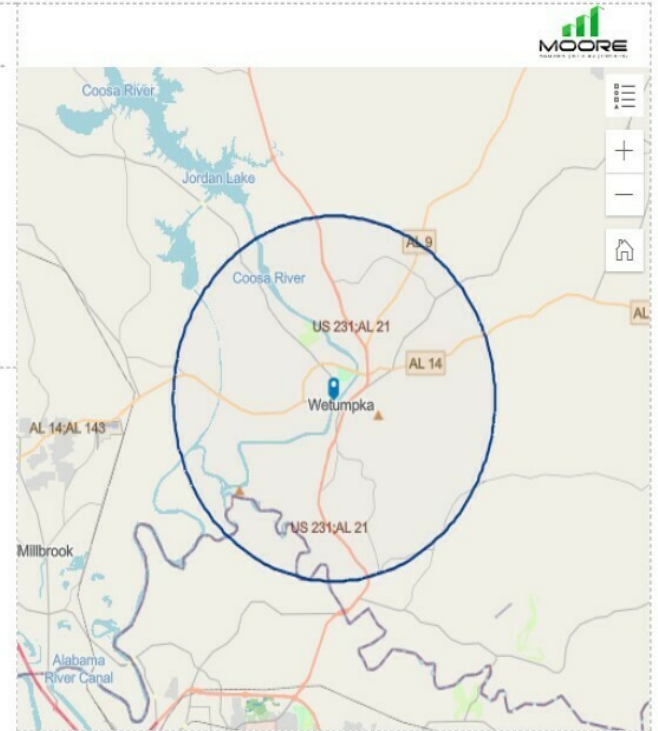 MOORE
Coosa River
Jordan Lake
AL 9
Coosa River
US 231;AL 21
AL
AL 14
Wetumpka
AL 14;AL 143
US 231;AL 21
Millbrook
Alabama
River Canal